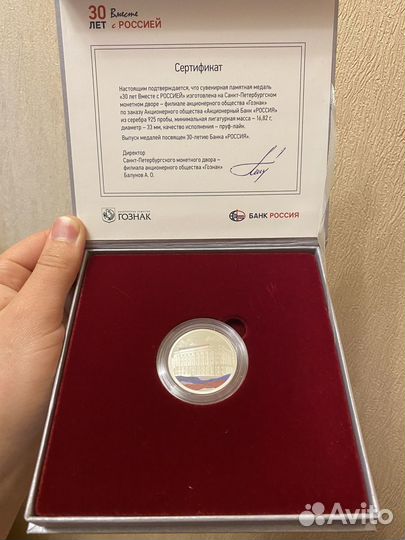 30 Вместе
ЛЕТ с РОССИЕЙ
Сертификат
Настоящим подтверждается, что сувенирная памятная медаль
«30 лет Вместе с РОССИЕЙ» изготовлена на Санкт-Петербургском
монетном дворе – филиале акционерного общества «Гознак»
по заказу Акционерного общества «Акционерный Банк «РОССИЯ»
из серебра 925 пробы, минимальная лигатурная масса – 16,82 г,
диаметр – 33 мм, качество исполнения – пруф-лайк.
Выпуск медалей посвящен 30-летию Банка «РОССИЯ».
Директор
Санкт-Петербургского монетного двора –
филиала акционерного общества «Гознак»
Балунов А. О.
ГОЗНАК
БАНК РОССИЯ
Avito